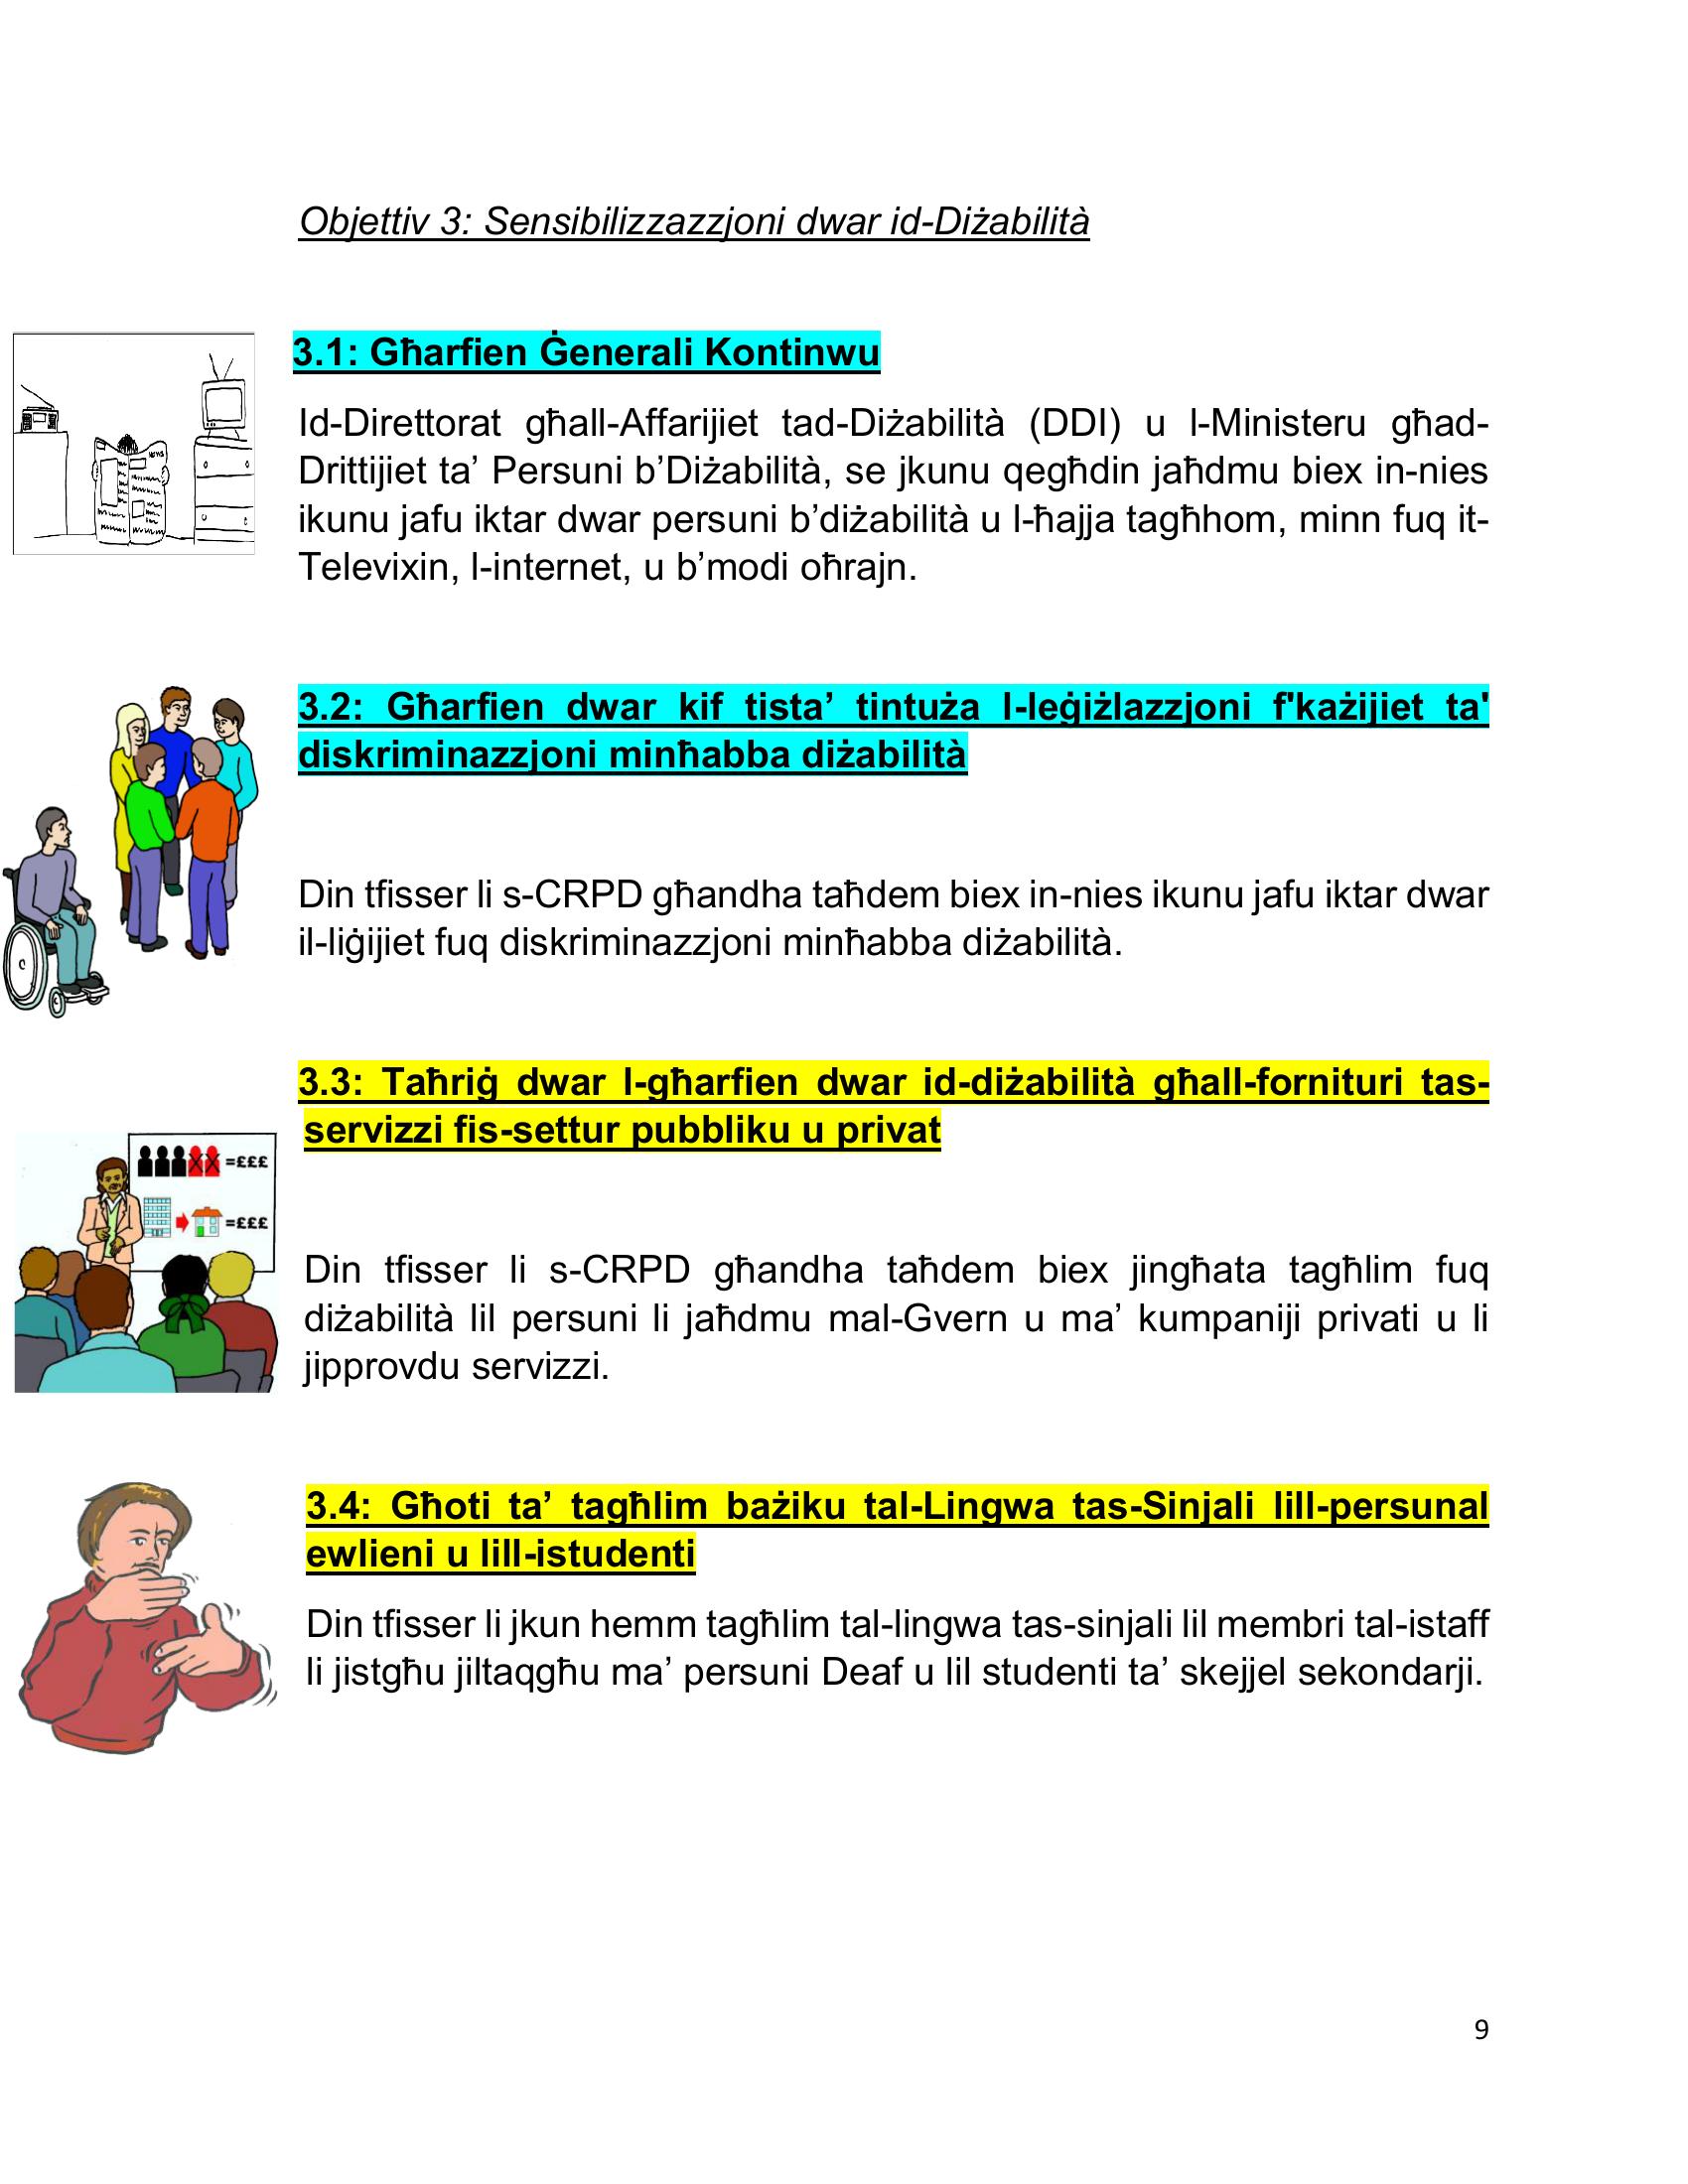 Objettiv 3: Sensibilizzazzjoni dwar id-Diżabilità
3.1: Għarfien Ġenerali Kontinwu
Id-Direttorat għall-Affarijiet tad-Diżabilità (DDI) u l-Ministeru għad-
Drittijiet ta’ Persuni b’Diżabilità, se jkunu qegħdin jaħdmu biex in-nies
ikunu jafu iktar dwar persuni b’diżabilità u l-ħajja tagħhom, minn fuq it-
Televixin, l-internet, u b’modi oħrajn.
3.2: Għarfien dwar kif tista’ tintuża l-leġiżlazzjoni f'każijiet ta'
diskriminazzjoni minħabba diżabilità
Din tfisser li s-CRPD għandha taħdem biex in-nies ikunu jafu iktar dwar
il-liġijiet fuq diskriminazzjoni minħabba diżabilità.
3.3: Taħriġ dwar l-għarfien dwar id-diżabilità għall-fornituri tas-
servizzi fis-settur pubbliku u privat
=£££
=£££
Din tfisser li s-CRPD għandha taħdem biex jingħata tagħlim fuq
diżabilità lil persuni li jaħdmu mal-Gvern u ma’ kumpaniji privati u li
jipprovdu servizzi.
3.4: Għoti ta’ tagħlim bażiku tal-Lingwa tas-Sinjali lill-persunal
ewlieni u lill-istudenti
Din tfisser li jkun hemm tagħlim tal-lingwa tas-sinjali lil membri tal-istaff
li jistgħu jiltaqgħu ma’ persuni Deaf u lil studenti ta’ skejjel sekondarji.
9